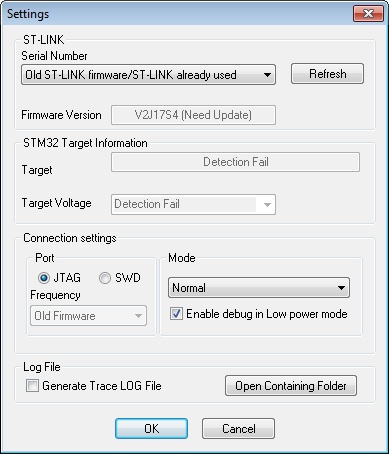 Settings
ST-LINK
Serial Number
Old ST-LINK firmware/ST-LINK already used
Refresh
Firmware Version
V2J17S4 (Need Update)
STM32 Target Information
Target
Detection Fail
Target Voltage
Detection Fail
Connection settings
Port
JTAG
SWD
Frequency
Old Firmware
Mode
Normal
Enable debug in Low power mode
Log File
Generate Trace LOG File
Open Containing Folder
OK
Cancel